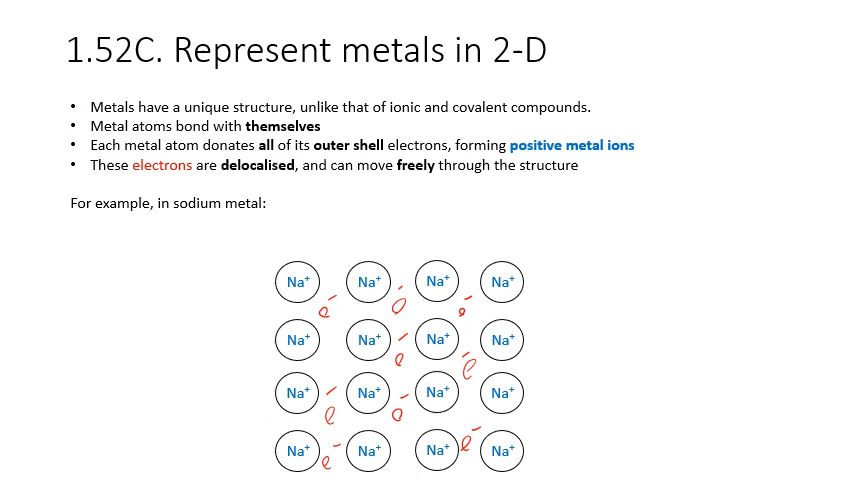 1.52C. Represent metals in 2-D
• Metals have a unique structure, unlike that of ionic and covalent compounds.
• Metal atoms bond with themselves
• Each metal atom donates all of its outer shell electrons, forming positive metal ions
• These electrons are delocalised, and can move freely through the structure
For example, in sodium metal:
Na⁺ Na⁺ Na⁺ Na⁺
e⁻ e⁻ e⁻
Na⁺ Na⁺ Na⁺ Na⁺
e⁻ e⁻
Na⁺ Na⁺ Na⁺ Na⁺
e⁻ e⁻
Na⁺ Na⁺ Na⁺ Na⁺
e⁻ e⁻